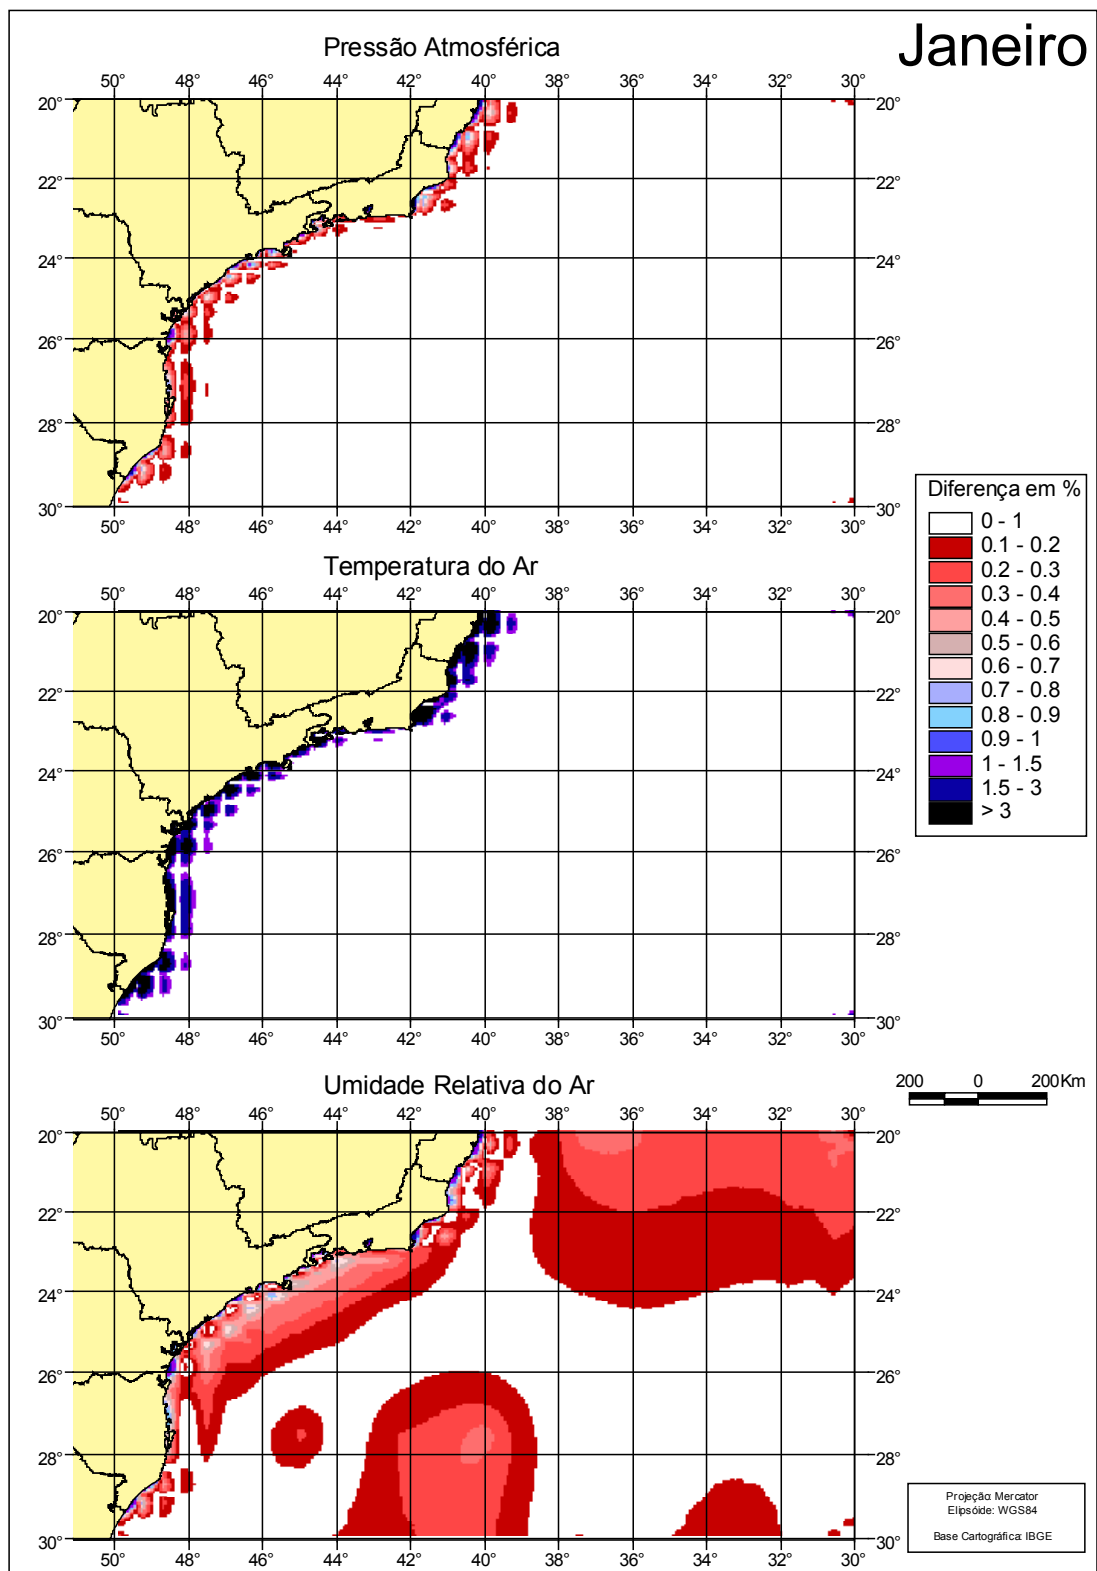 Janeiro
Pressão Atmosférica
50° 48° 46° 44° 42° 40° 38° 36° 34° 32° 30°
20° 20°
22° 22°
24° 24°
26° 26°
28° 28°
30° 30°
50° 48° 46° 44° 42° 40° 38° 36° 34° 32° 30°
Diferença em %
0 - 1
0.1 - 0.2
0.2 - 0.3
0.3 - 0.4
0.4 - 0.5
0.5 - 0.6
0.6 - 0.7
0.7 - 0.8
0.8 - 0.9
0.9 - 1
1 - 1.5
1.5 - 3
> 3
Temperatura do Ar
50° 48° 46° 44° 42° 40° 38° 36° 34° 32° 30°
20° 20°
22° 22°
24° 24°
26° 26°
28° 28°
30° 30°
50° 48° 46° 44° 42° 40° 38° 36° 34° 32° 30°
Umidade Relativa do Ar
200 0 200Km
50° 48° 46° 44° 42° 40° 38° 36° 34° 32° 30°
20° 20°
22° 22°
24° 24°
26° 26°
28° 28°
30° 30°
50° 48° 46° 44° 42° 40° 38° 36° 34° 32° 30°
Projeção: Mercator
Elipsóide: WGS84
Base Cartográfica: IBGE